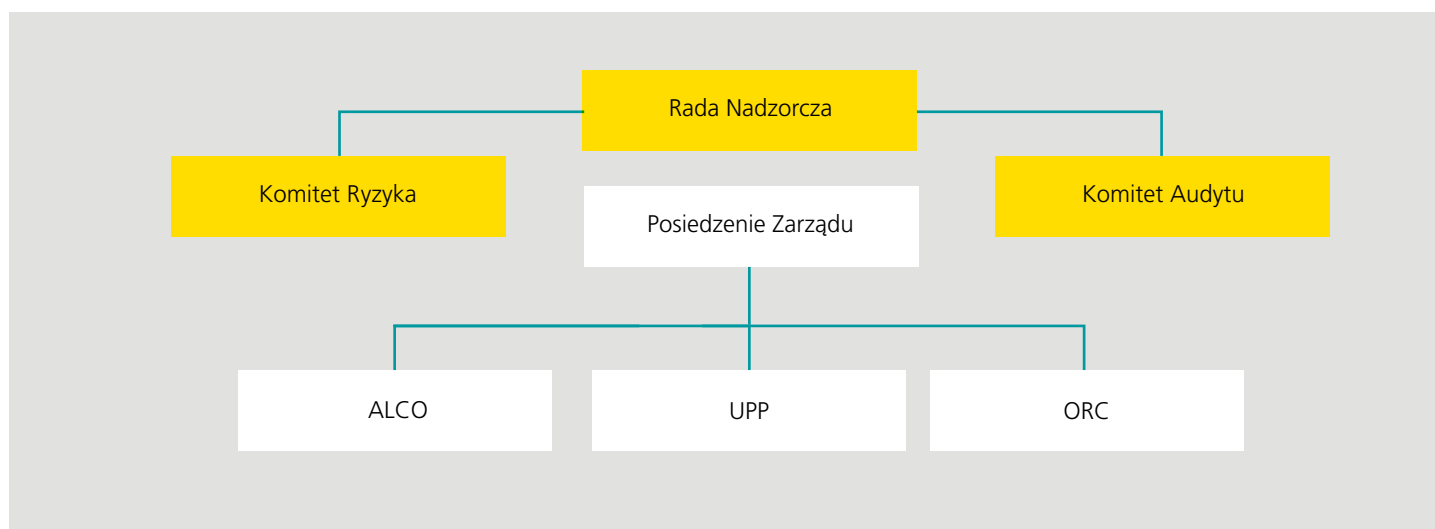 Rada Nadzorcza
Komitet Ryzyka
Komitet Audytu
Posiedzenie Zarządu
ALCO
UPP
ORC